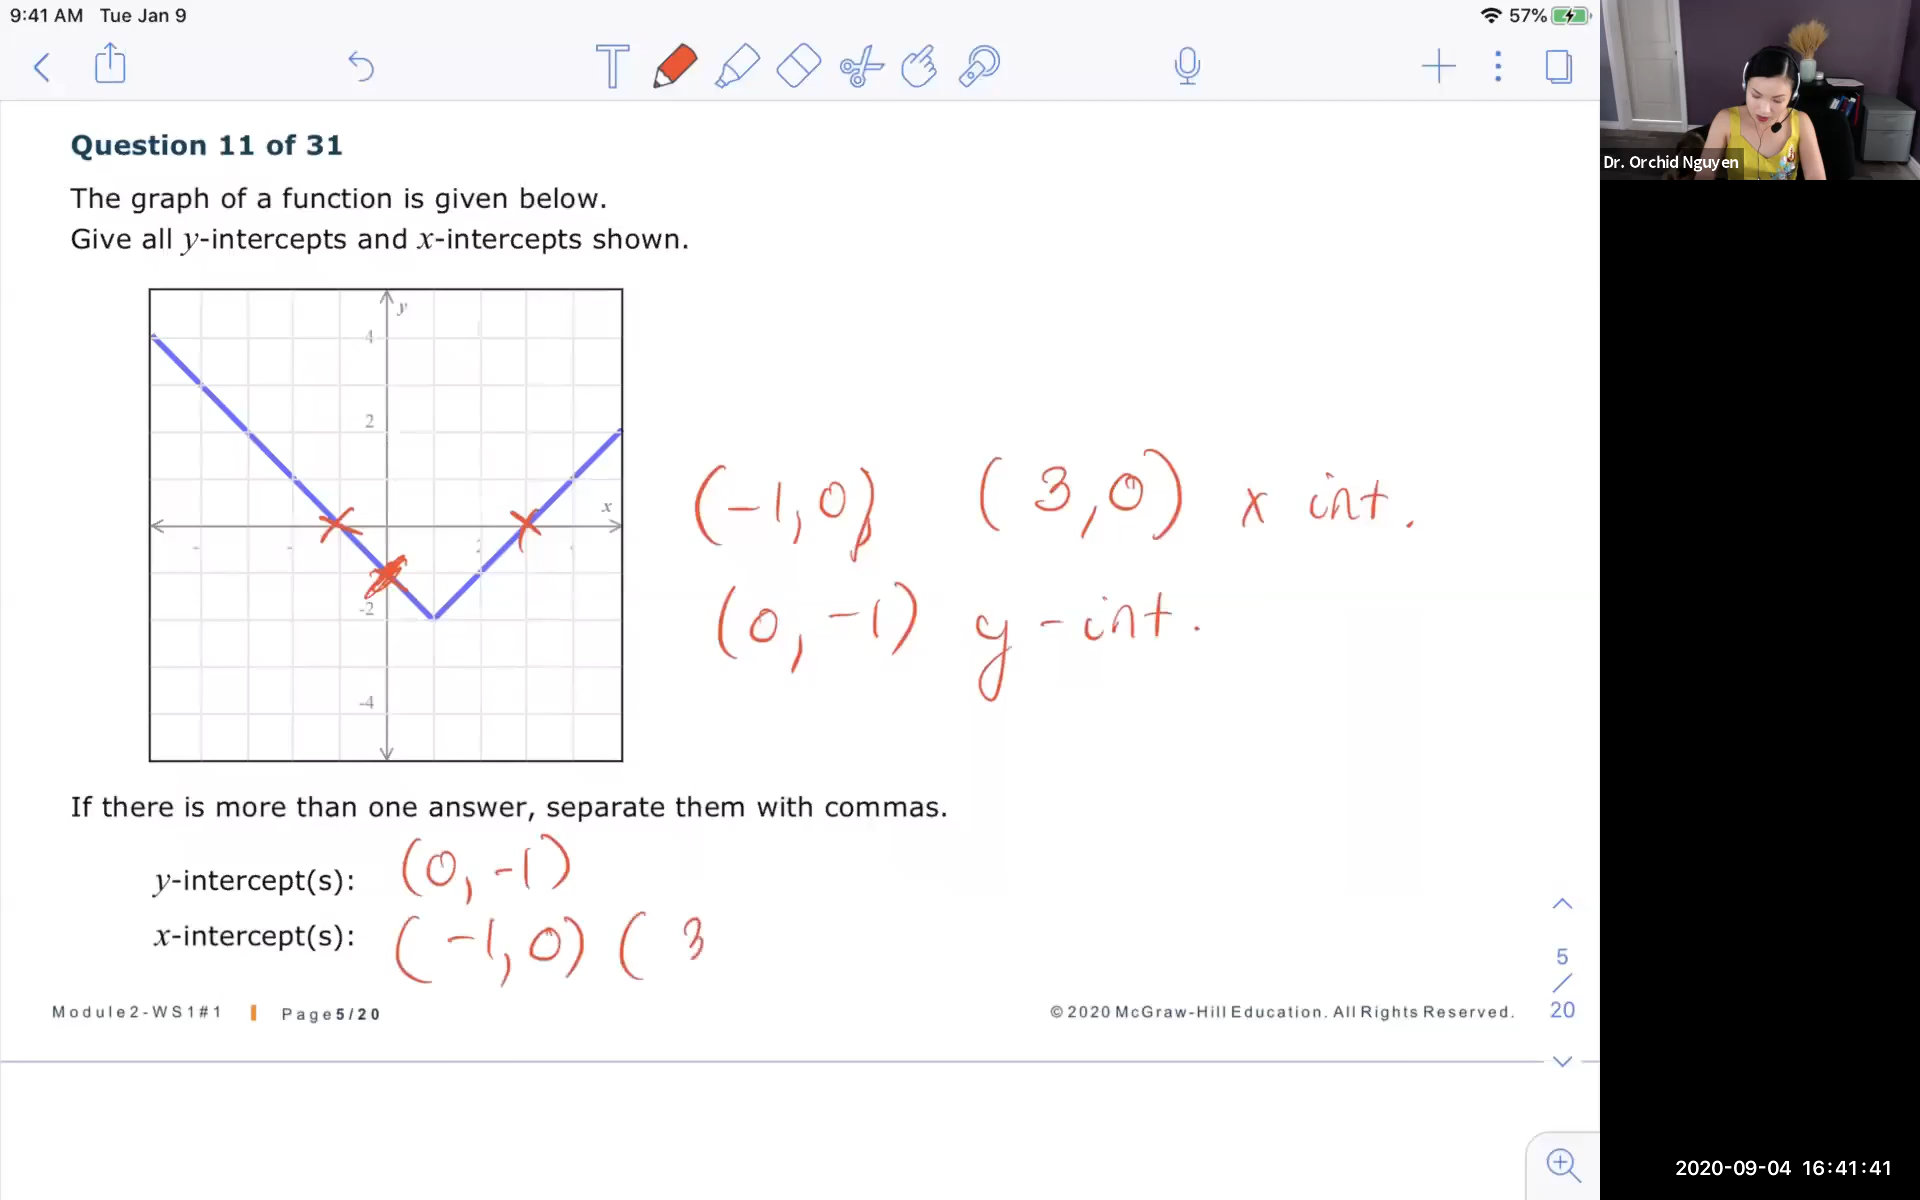 9:41 AM Tue Jan 9
57%
Question 11 of 31
The graph of a function is given below.
Give all y-intercepts and x-intercepts shown.
y
4
2
x
2
-2
-4
(-1,0) (3,0) x int.
(0,-1) y-int.
If there is more than one answer, separate them with commas.
y-intercept(s): (0,-1)
x-intercept(s): (-1,0) ( 3
Module2-WS1#1 Page5/20
© 2020 McGraw-Hill Education. All Rights Reserved.
5
/
20
Dr. Orchid Nguyen
2020-09-04 16:41:41